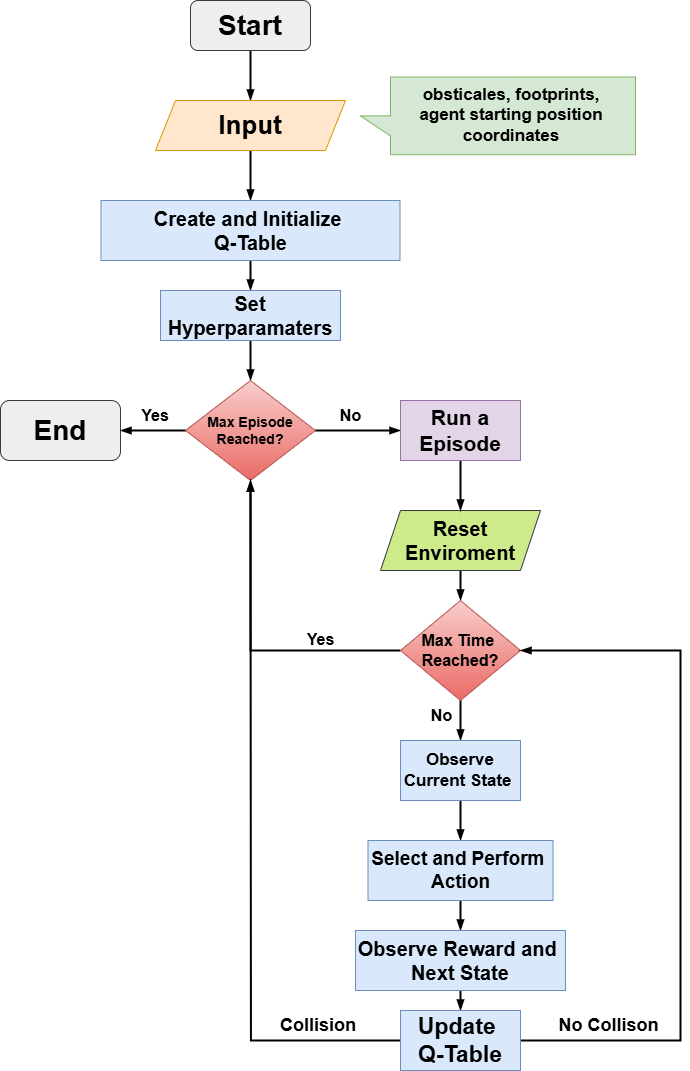 Start
Input
obsticales, footprints,
agent starting position
coordinates
Create and Initialize
Q-Table
Set
Hyperparamaters
Max Episode
Reached?
Yes
No
End
Run a
Episode
Reset
Enviroment
Max Time
Reached?
Yes
No
Observe
Current State
Select and Perform
Action
Observe Reward and
Next State
Update
Q-Table
Collision
No Collison